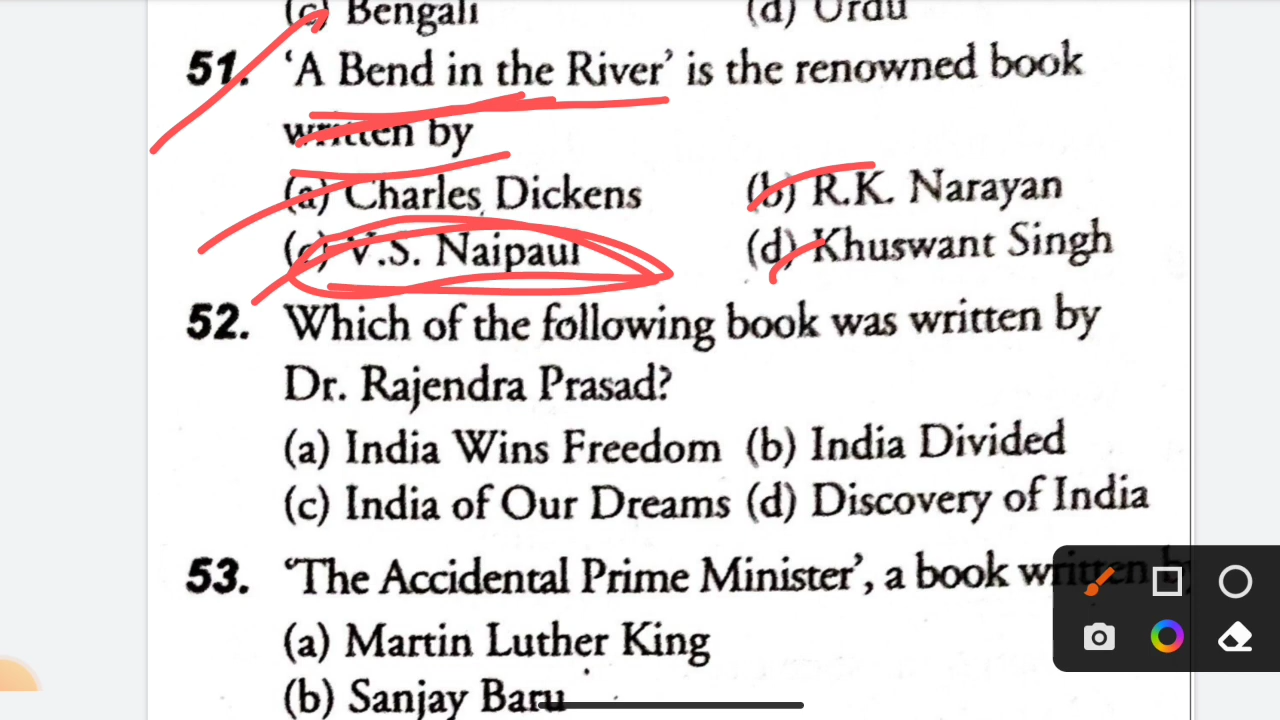 (c) Bengali (d) Urdu
51. 'A Bend in the River' is the renowned book
written by
(a) Charles Dickens (b) R.K. Narayan
(c) V.S. Naipaul (d) Khuswant Singh
52. Which of the following book was written by
Dr. Rajendra Prasad?
(a) India Wins Freedom (b) India Divided
(c) India of Our Dreams (d) Discovery of India
53. 'The Accidental Prime Minister', a book written by
(a) Martin Luther King
(b) Sanjay Baru